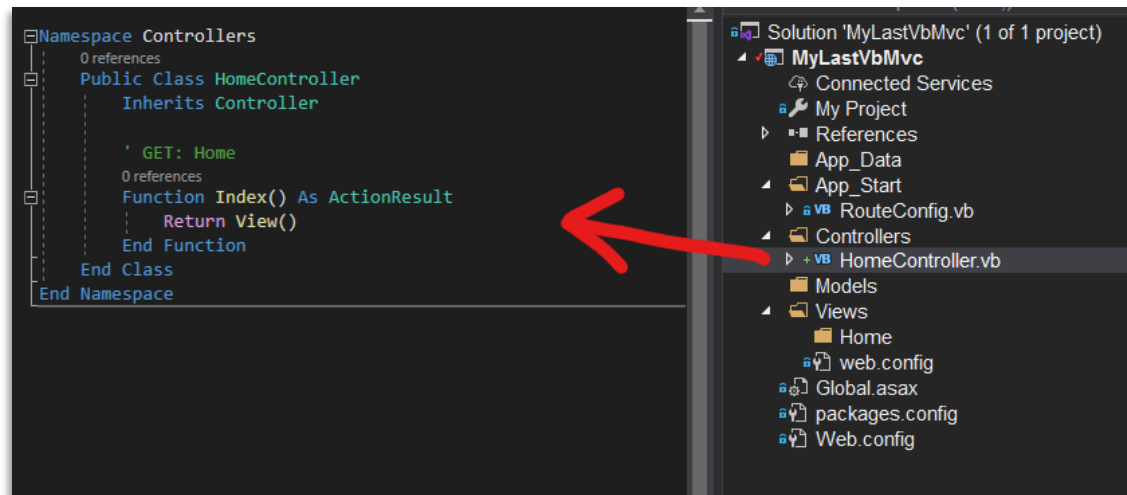 Namespace Controllers
0 references
Public Class HomeController
Inherits Controller
' GET: Home
0 references
Function Index() As ActionResult
Return View()
End Function
End Class
End Namespace
Solution 'MyLastVbMvc' (1 of 1 project)
MyLastVbMvc
Connected Services
My Project
References
App_Data
App_Start
VB RouteConfig.vb
Controllers
+ VB HomeController.vb
Models
Views
Home
web.config
Global.asax
packages.config
Web.config